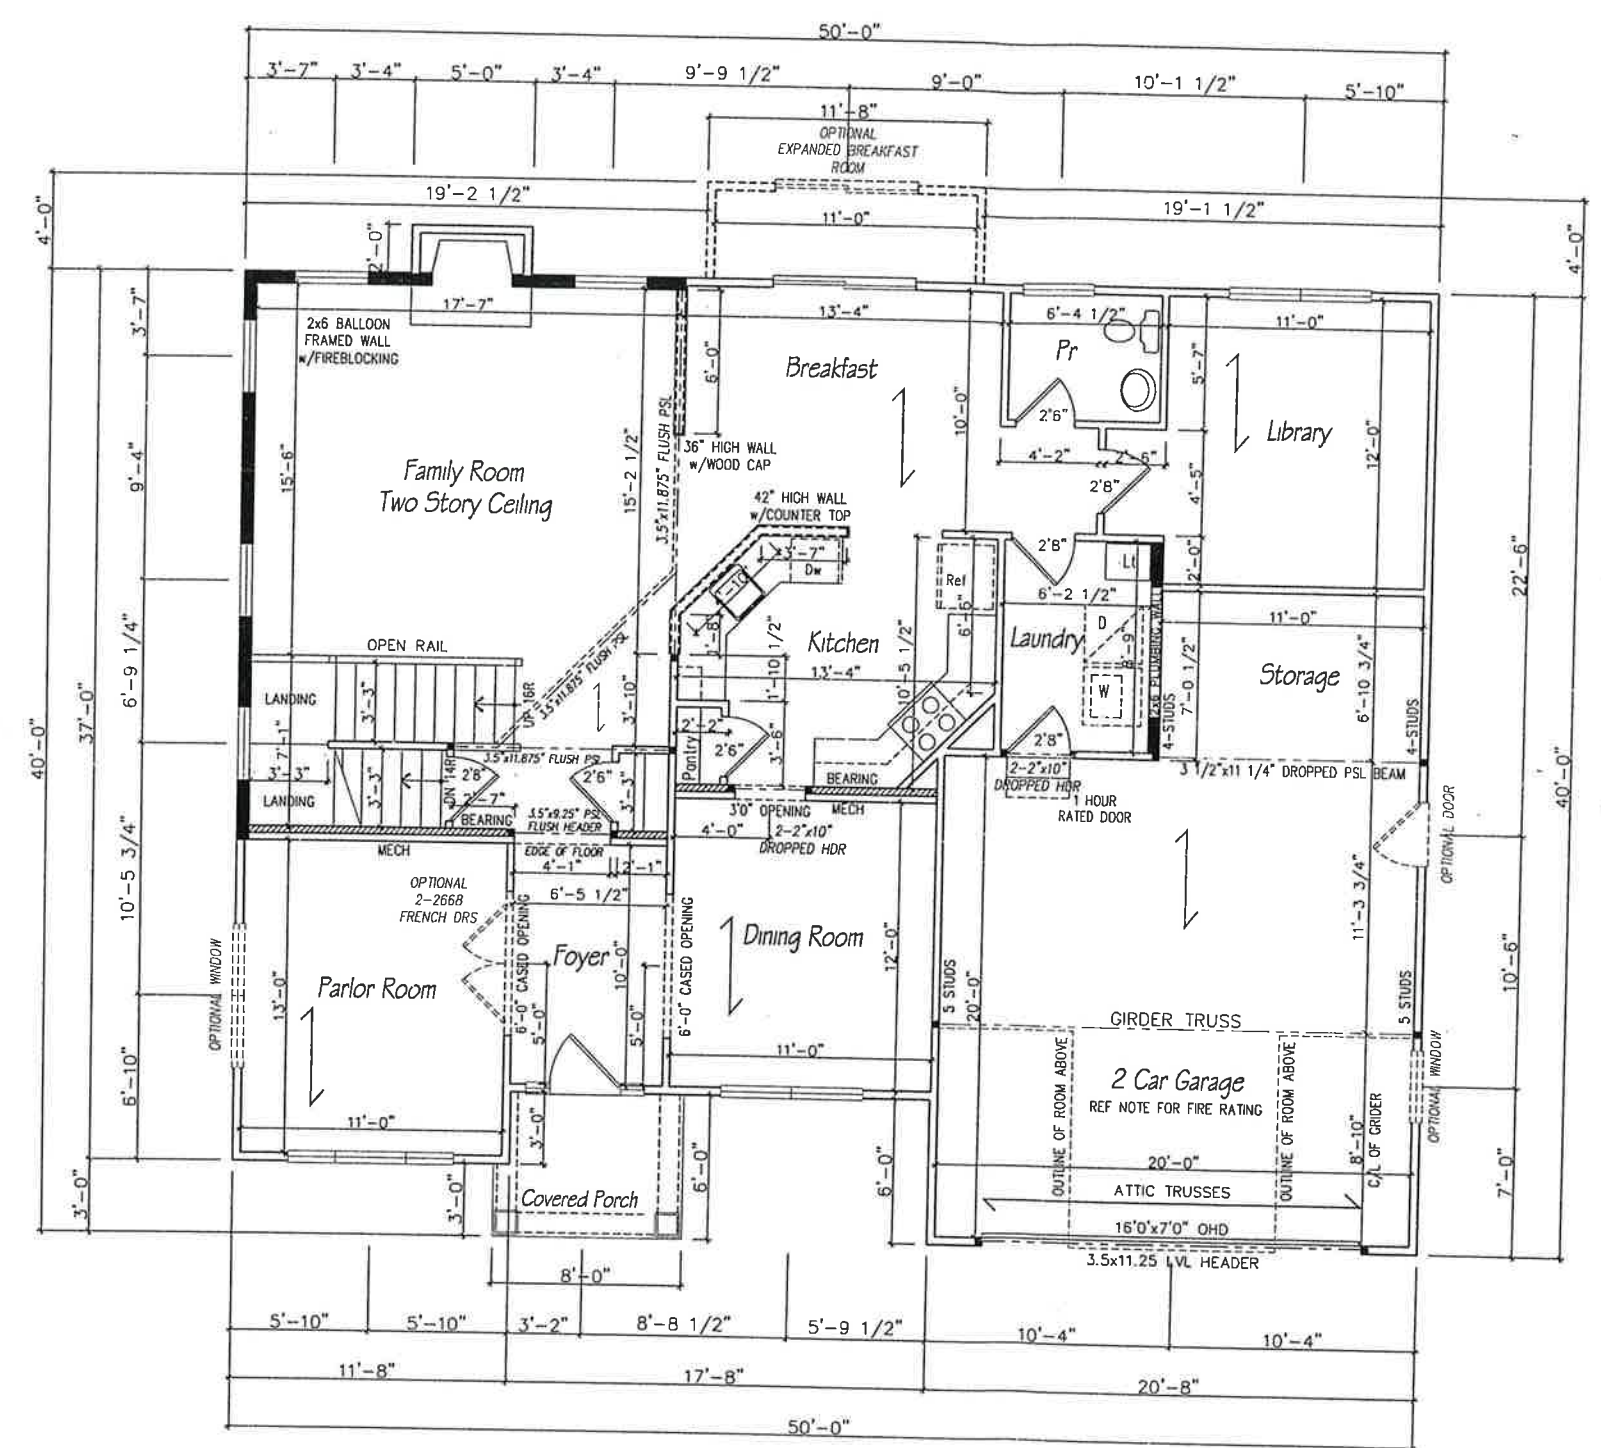 50'-0"
3'-7" 3'-4" 5'-0" 3'-4" 9'-9 1/2" 9'-0" 10'-1 1/2" 5'-10"
11'-8"
OPTIONAL
EXPANDED BREAKFAST
ROOM
19'-2 1/2" 11'-0" 19'-1 1/2"
4'-0" 2'-0" 4'-0"
17'-7" 13'-4" 6'-4 1/2" 11'-0"
2x6 BALLOON
FRAMED WALL
w/FIREBLOCKING
3'-7"
6'-0"
Breakfast
Pr
5'-7"
2'6"
10'-0"
Library
12'-0"
Family Room
Two Story Ceiling
15'-6"
15'-2 1/2"
3.5"x11.875" FLUSH PSL
36" HIGH WALL
w/WOOD CAP
4'-2" 2'-6"
2'8"
4'-5"
9'-4"
42" HIGH WALL
w/COUNTER TOP
3'-7"
Dw
2'8"
Lt
2'-0"
22'-6"
Ref
6'-6"
6'-2 1/2"
D
8'-9"
W
2x6 PLUMBING WALL
11'-0"
Kitchen
13'-4"
10'-5 1/2"
1'-10 1/2"
Laundry
Storage
7'-0 1/2"
6'-10 3/4"
4-STUDS
4-STUDS
6'-9 1/4"
OPEN RAIL
LANDING
3'-3"
UP 16R
3.5"x11.875" FLUSH PSL
3'-10"
37'-0"
40'-0"
7'-1"
3'-3"
LANDING
3'-3"
DN 14R
2'8"
3.5"x11.875" FLUSH PSL
2'6"
3'-3"
2'-7"
BEARING
3.5"x9.25" PSL
FLUSH HEADER
2'-2"
Pantry
2'6"
3'-6"
BEARING
2'8"
2-2"x10"
DROPPED HDR
1 HOUR
RATED DOOR
3 1/2"x11 1/4" DROPPED PSL BEAM
40'-0"
OPTIONAL DOOR
MECH
EDGE OF FLOOR
4'-1" 2'-1"
3'0" OPENING
MECH
4'-0"
2-2"x10"
DROPPED HDR
10'-5 3/4"
OPTIONAL
2-2668
FRENCH DRS
6'-5 1/2"
11'-3 3/4"
OPTIONAL WINDOW
Parlor Room
13'-0"
6'-0" CASED OPENING
Foyer
10'-0"
5'-0"
5'-0"
6'-0" CASED OPENING
Dining Room
12'-0"
5 STUDS
20'-0"
5 STUDS
10'-6"
GIRDER TRUSS
11'-0"
OUTLINE OF ROOM ABOVE
2 Car Garage
REF NOTE FOR FIRE RATING
OUTLINE OF ROOM ABOVE
C/L OF GRIDER
8'-10"
OPTIONAL WINDOW
6'-10"
11'-0"
3'-0"
20'-0"
ATTIC TRUSSES
16'0"x7'0" OHD
3.5x11.25 LVL HEADER
7'-0"
3'-0"
3'-0"
Covered Porch
6'-0"
6'-0"
8'-0"
5'-10" 5'-10" 3'-2" 8'-8 1/2" 5'-9 1/2" 10'-4" 10'-4"
11'-8" 17'-8" 20'-8"
50'-0"